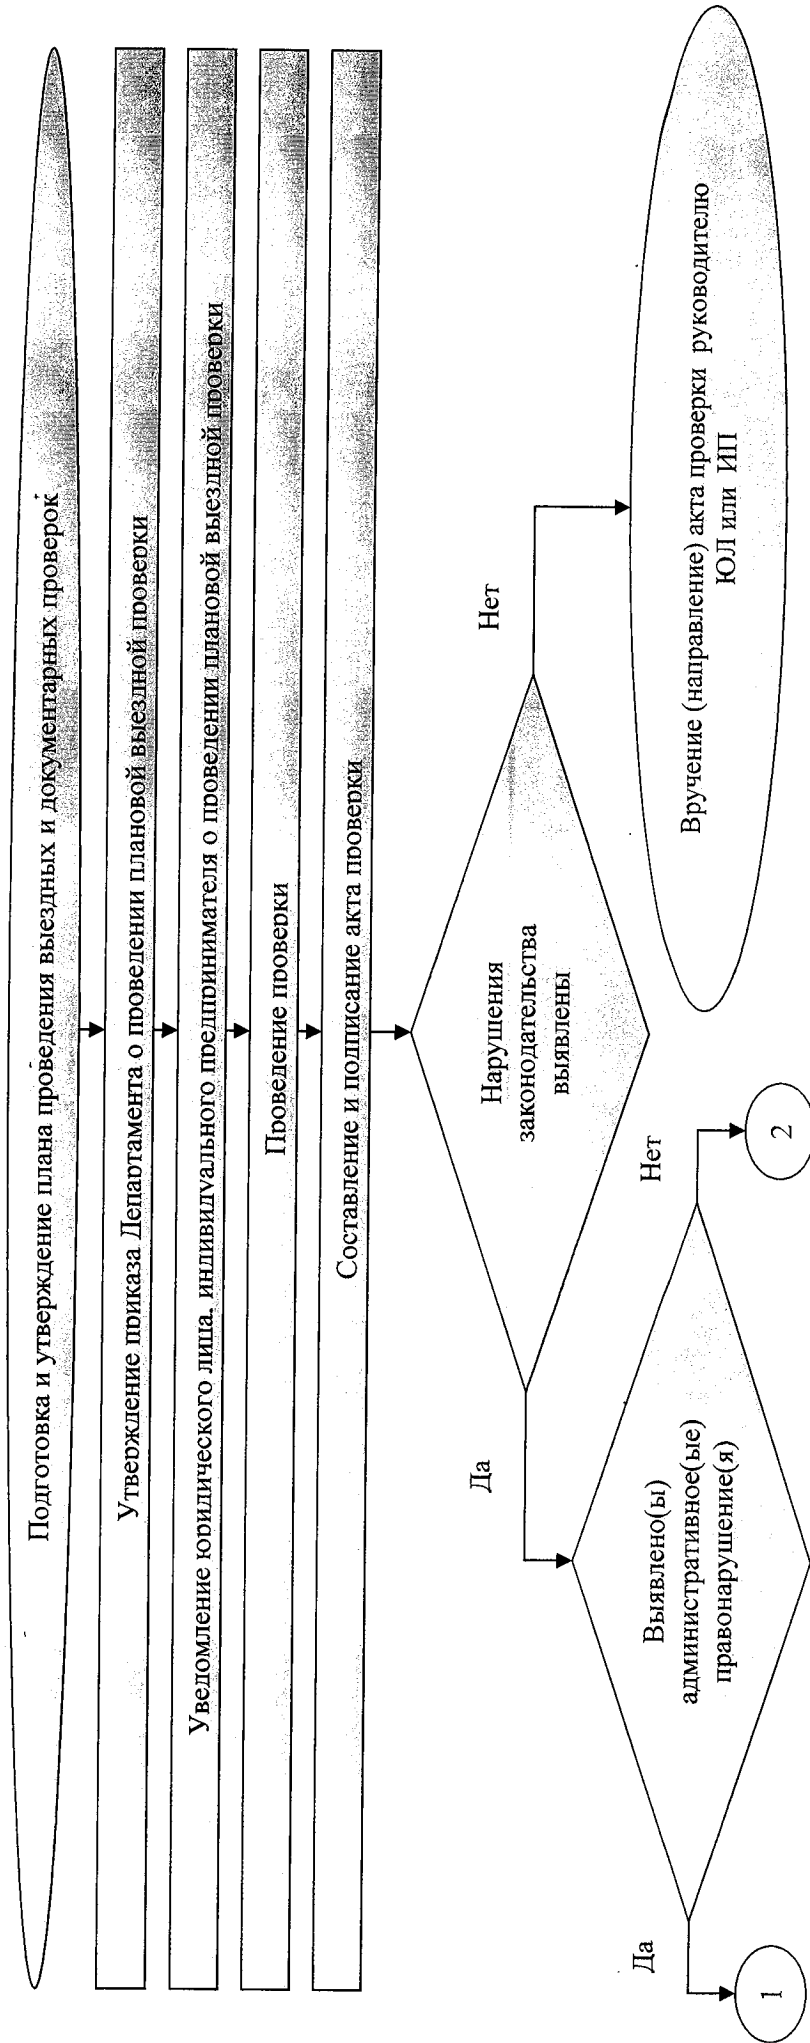 Подготовка и утверждение плана проведения выездных и документарных проверок
Утверждение приказа Департамента о проведении плановой выездной проверки
Уведомление юридического лица, индивидуального предпринимателя о проведении плановой выездной проверки
Проведение проверки
Составление и подписание акта проверки
Нарушения
законодательства
выявлены
Да
Нет
Выявлено(ы)
административное(ые)
правонарушение(я)
Вручение (направление) акта проверки руководителю
ЮЛ или ИП
Да
Нет
1
2